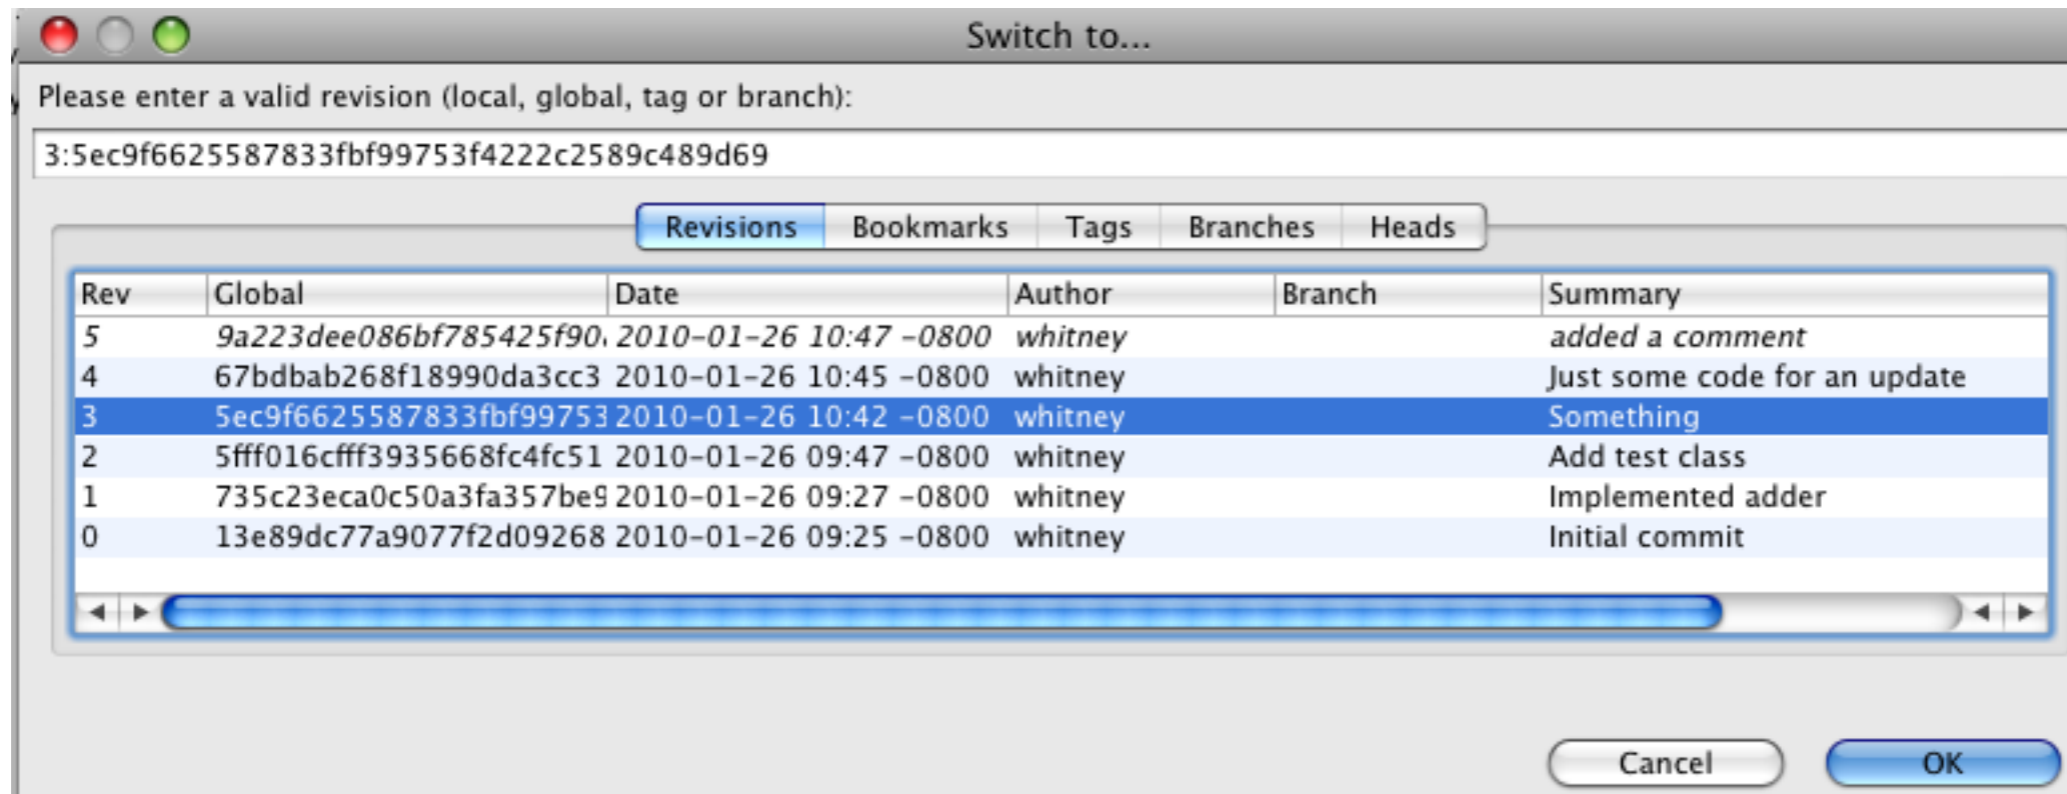 Switch to...
Please enter a valid revision (local, global, tag or branch):
3:5ec9f6625587833fbf99753f4222c2589c489d69
Revisions Bookmarks Tags Branches Heads
Rev Global Date Author Branch Summary
5 9a223dee086bf785425f90 2010-01-26 10:47 -0800 whitney added a comment
4 67bdbab268f18990da3cc3 2010-01-26 10:45 -0800 whitney Just some code for an update
3 5ec9f6625587833fbf99753 2010-01-26 10:42 -0800 whitney Something
2 5fff016cfff3935668fc4fc51 2010-01-26 09:47 -0800 whitney Add test class
1 735c23eca0c50a3fa357be9 2010-01-26 09:27 -0800 whitney Implemented adder
0 13e89dc77a9077f2d09268 2010-01-26 09:25 -0800 whitney Initial commit
Cancel OK